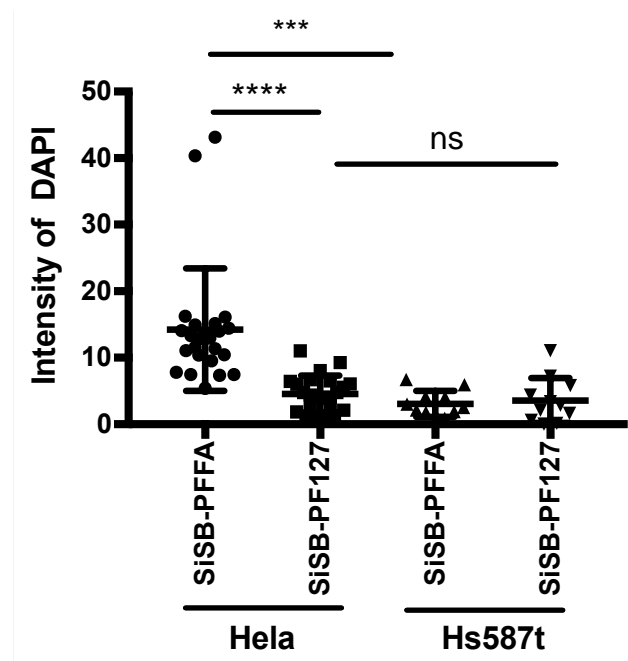 ***
****
ns
50
40
30
20
10
0
Intensity of DAPI
SiSB-PFFA
SiSB-PF127
SiSB-PFFA
SiSB-PF127
Hela
Hs587t